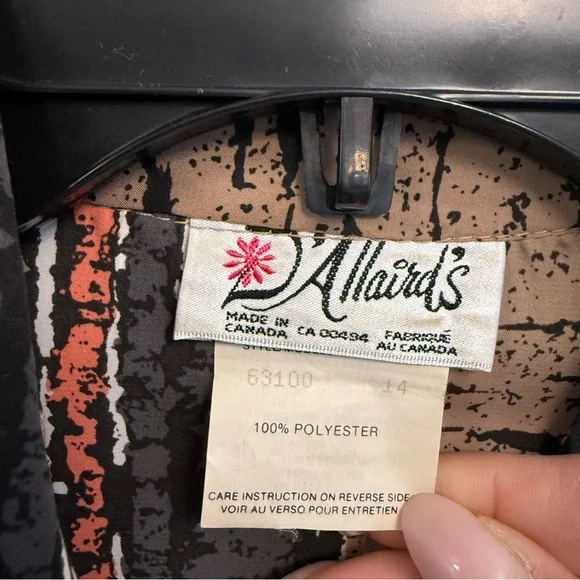 D'Allaird's
MADE IN CANADA CA 00494 FABRIQUÉ AU CANADA
63100 14
100% POLYESTER
CARE INSTRUCTION ON REVERSE SIDE
VOIR AU VERSO POUR ENTRETIEN